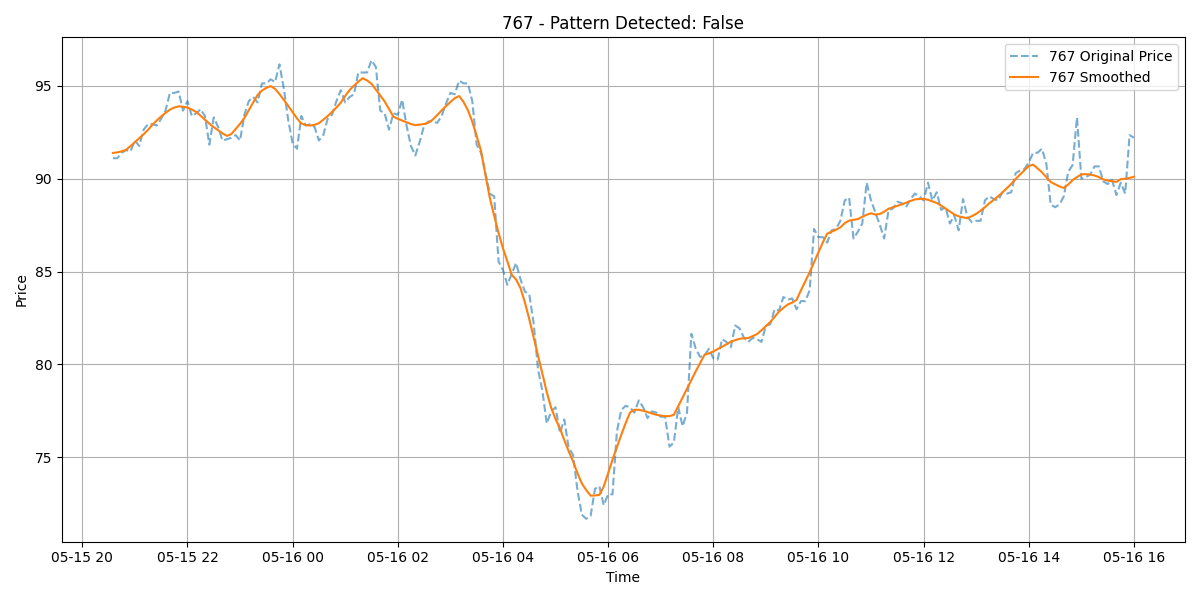 767 - Pattern Detected: False
767 Original Price
767 Smoothed
Price
95
90
85
80
75
05-15 20 05-15 22 05-16 00 05-16 02 05-16 04 05-16 06 05-16 08 05-16 10 05-16 12 05-16 14 05-16 16
Time